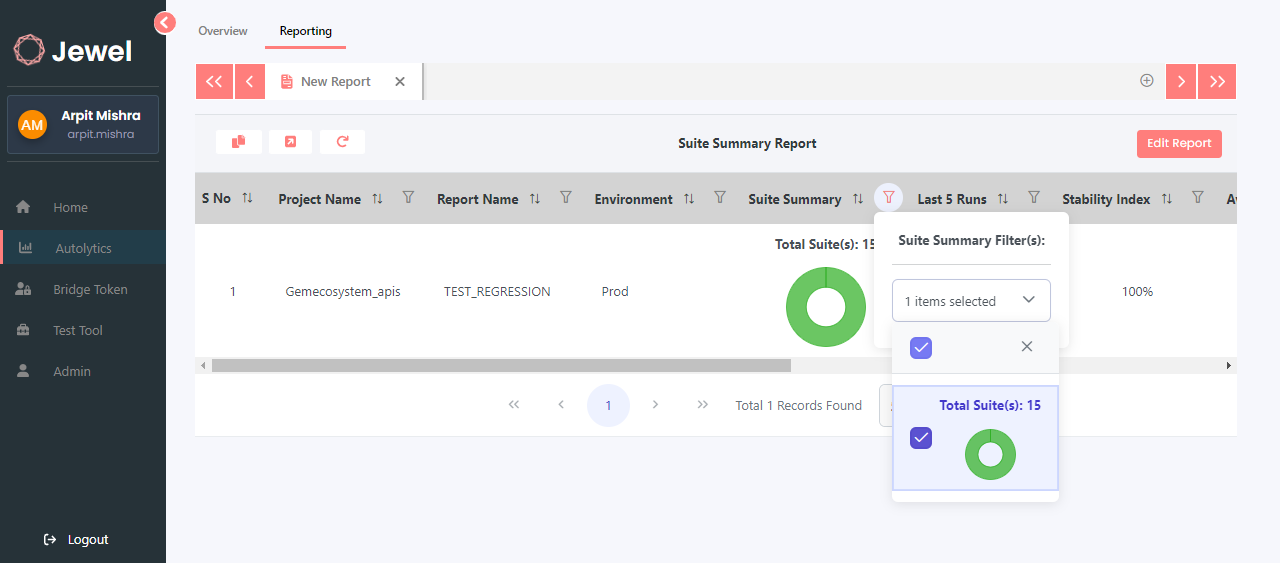 Jewel
AM
Arpit Mishra
arpit.mishra
Home
Autolytics
Bridge Token
Test Tool
Admin
Logout
Overview
Reporting
New Report
Suite Summary Report
Edit Report
S No
Project Name
Report Name
Environment
Suite Summary
Last 5 Runs
Stability Index
1
Gemecosystem_apis
TEST_REGRESSION
Prod
Total Suite(s): 15
100%
Suite Summary Filter(s):
1 items selected
Total Suite(s): 15
1
Total 1 Records Found